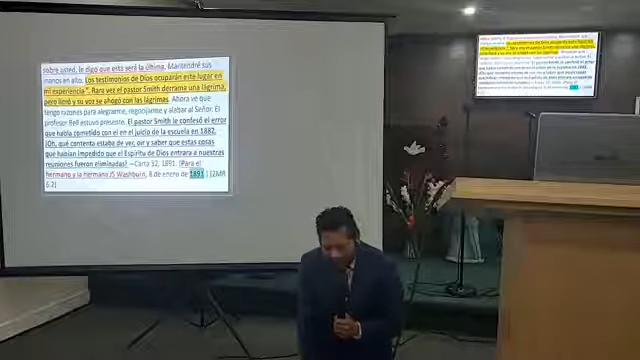 sobre usted, le digo que esta será la última. Mantendré sus
manos en alto. Los testimonios de Dios ocuparán este lugar en
mi experiencia". Rara vez el pastor Smith derrama una lágrima,
pero lloró y su voz se ahogó con las lágrimas. Ahora ve que
tengo razones para alegrarme, regocijarme y alabar al Señor. El
profesor Bell estuvo presente. El pastor Smith le confesó el error
que había cometido con él en el juicio de la escuela en 1882.
¡Oh, qué contenta estaba de ver, oír y saber que estas cosas
que habían impedido que el Espíritu de Dios entrara a nuestras
reuniones fueron eliminadas! —Carta 32, 1891. (Para el
hermano y la hermana JS Washburn, 8 de enero de 1891.) {2MR
6.2}